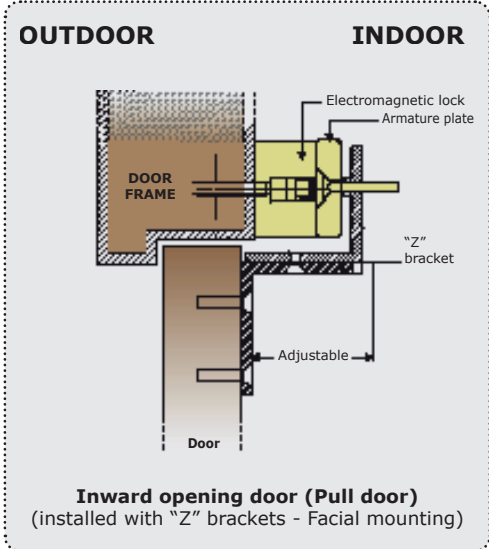 OUTDOOR INDOOR
Electromagnetic lock
Armature plate
DOOR
FRAME
“Z”
bracket
Adjustable
Door
Inward opening door (Pull door)
(installed with “Z” brackets - Facial mounting)